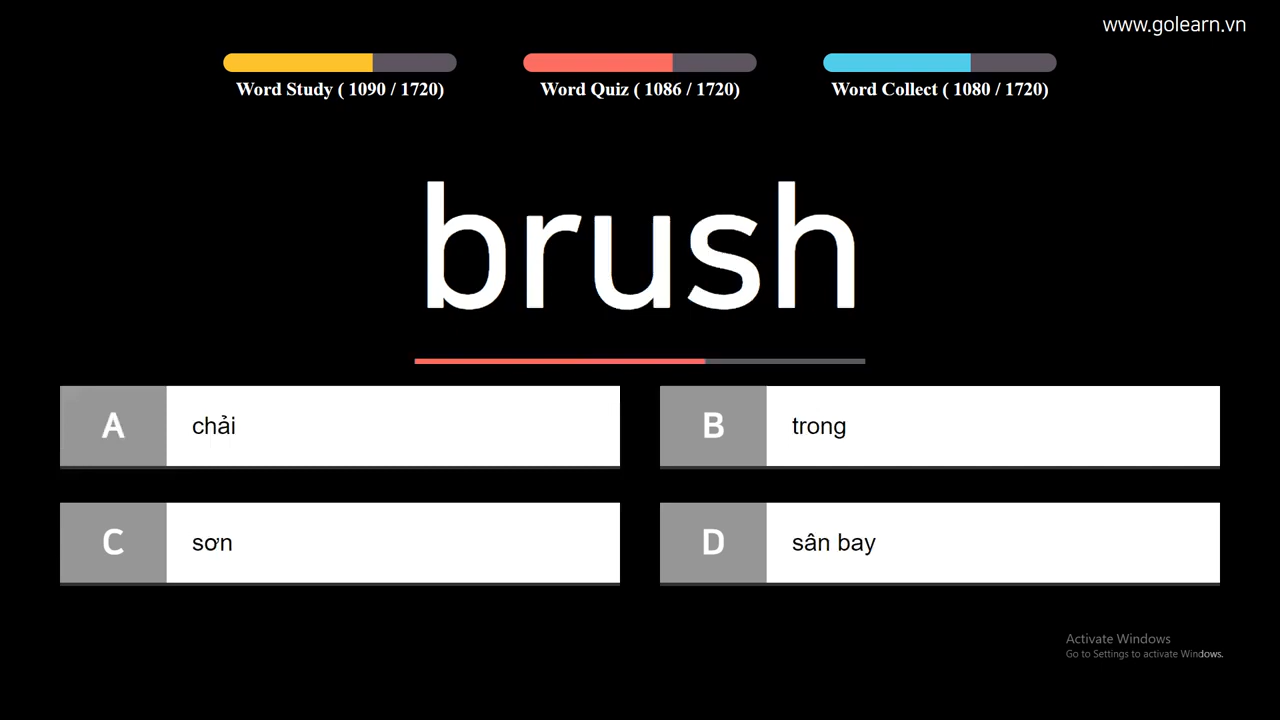 www.golearn.vn
Word Study ( 1090 / 1720)
Word Quiz ( 1086 / 1720)
Word Collect ( 1080 / 1720)
brush
A chải
B trong
C sơn
D sân bay
Activate Windows
Go to Settings to activate Windows.